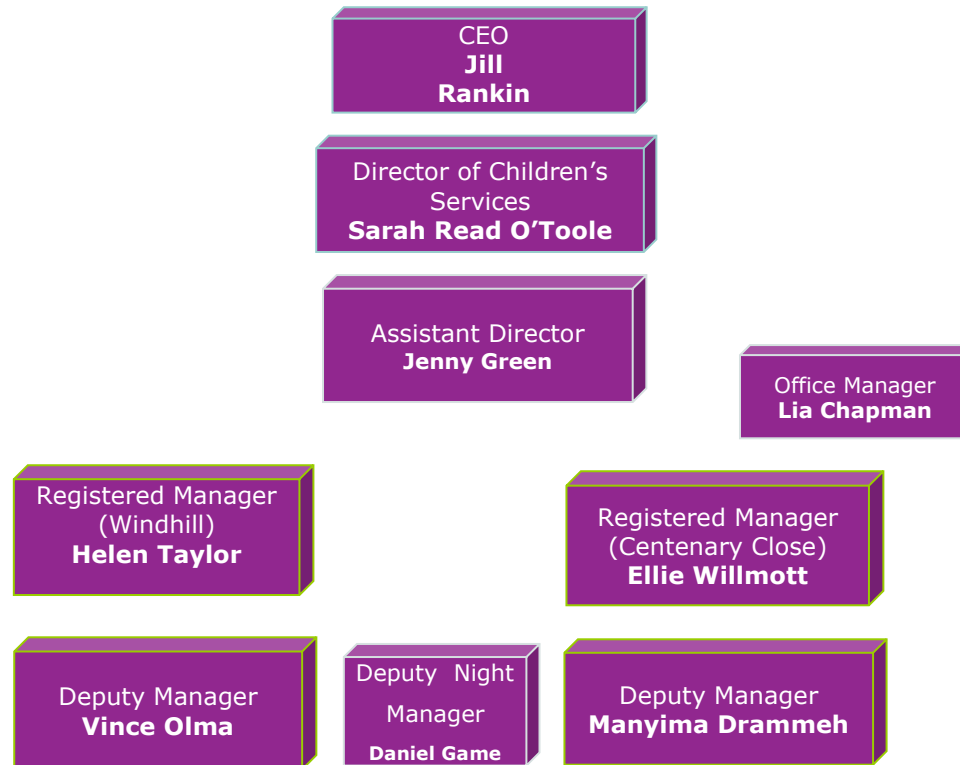 CEO
Jill
Rankin
Director of Children’s
Services
Sarah Read O’Toole
Assistant Director
Jenny Green
Office Manager
Lia Chapman
Registered Manager
(Windhill)
Helen Taylor
Registered Manager
(Centenary Close)
Ellie Willmott
Deputy Manager
Vince Olma
Deputy Night
Manager
Daniel Game
Deputy Manager
Manyima Drammeh